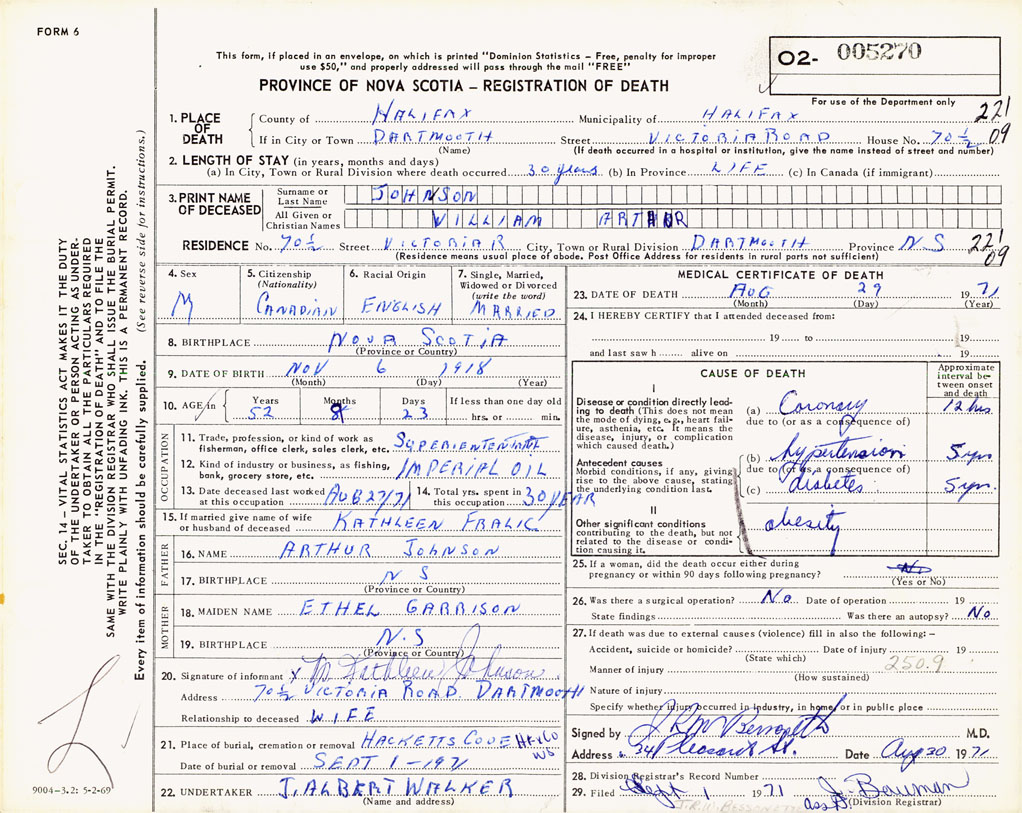 FORM 6
This form, if placed in an envelope, on which is printed "Dominion Statistics – Free, penalty for improper
use $50," and properly addressed will pass through the mail "FREE"
02- 005270
PROVINCE OF NOVA SCOTIA – REGISTRATION OF DEATH
For use of the Department only
1. PLACE OF DEATH County of HALIFAX Municipality of HALIFAX 221
If in City or Town DARTMOOTH Street VICTORIA ROAD House No. 70½ 09
(Name) (If death occurred in a hospital or institution, give the name instead of street and number)
2. LENGTH OF STAY (in years, months and days)
(a) In City, Town or Rural Division where death occurred 30 years (b) In Province LIFE (c) In Canada (if immigrant)
3. PRINT NAME OF DECEASED Surname or Last Name JOHNSON
All Given or Christian Names WILLIAM ARTHUR
RESIDENCE No. 70½ Street VICTORIA R City, Town or Rural Division DARTMOOTH Province N.S 221
(Residence means usual place of abode. Post Office Address for residents in rural parts not sufficient) 09
4. Sex M
5. Citizenship (Nationality) CANADIAN
6. Racial Origin ENGLISH
7. Single, Married, Widowed or Divorced (write the word) MARRIED
8. BIRTHPLACE NOVA SCOTIA
(Province or Country)
9. DATE OF BIRTH NOV 6 1918
(Month) (Day) (Year)
10. AGE in Years 52 Months 8 Days 23 If less than one day old hrs. or min.
OCCUPATION
11. Trade, profession, or kind of work as fisherman, office clerk, sales clerk, etc.
12. Kind of industry or business, as fishing, bank, grocery store, etc. IMPERIAL OIL
13. Date deceased last worked at this occupation AUG 27/71 14. Total yrs. spent in this occupation 30 YEAR
15. If married give name of wife or husband of deceased KATHLEEN FRALIC
FATHER
16. NAME ARTHUR JOHNSON
17. BIRTHPLACE N S
(Province or Country)
MOTHER
18. MAIDEN NAME ETHEL GARRISON
19. BIRTHPLACE N.S
(Province or Country)
20. Signature of informant x M Kathleen Johnson
Address 70½ VICTORIA ROAD. DARTMOOTH
Relationship to deceased WIFE
21. Place of burial, cremation or removal HACKETTS COVE Hfx Co NS
Date of burial or removal SEPT 1-1971
22. UNDERTAKER J. ALBERT WALKER
(Name and address)
MEDICAL CERTIFICATE OF DEATH
23. DATE OF DEATH AUG 29 1971
(Month) (Day) (Year)
24. I HEREBY CERTIFY that I attended deceased from:
19 to 19
and last saw h alive on 19
CAUSE OF DEATH
Approximate interval between onset and death
I
Disease or condition directly leading to death (This does not mean the mode of dying, e.g., heart failure, asthenia, etc. It means the disease, injury, or complication which caused death.)
(a) Coronary 12 hrs.
due to (or as a consequence of)
Antecedent causes
Morbid conditions, if any, giving rise to the above cause, stating the underlying condition last.
(b) hypertension 5 yrs
due to (or as a consequence of)
(c) diabetes 5 yrs.
II
Other significant conditions contributing to the death, but not related to the disease or condition causing it.
obesity
25. If a woman, did the death occur either during pregnancy or within 90 days following pregnancy? No
(Yes or No)
26. Was there a surgical operation? No Date of operation 19
State findings Was there an autopsy? No
27. If death was due to external causes (violence) fill in also the following: –
Accident, suicide or homicide? Date of injury 19
(State which)
250.9
Manner of injury
(How sustained)
Nature of injury
Specify whether injury occurred in industry, in home, or in public place
Signed by M.D.
Address Date Aug 30 1971
28. Division Registrar's Record Number
29. Filed Sept 1 1971 J. Bauman
(Division Registrar)
SEC. 14 – VITAL STATISTICS ACT MAKES IT THE DUTY
OF THE UNDERTAKER OR PERSON ACTING AS UNDERTAKER TO OBTAIN ALL THE PARTICULARS REQUIRED
IN THE "REGISTRATION OF DEATH" AND TO FILE THE
SAME WITH THE DIVISION REGISTRAR WHO SHALL ISSUE THE BURIAL PERMIT.
WRITE PLAINLY WITH UNFADING INK. THIS IS A PERMANENT RECORD.
Every item of information should be carefully supplied. (See reverse side for instructions.)
9004-3.2: 5-2-69